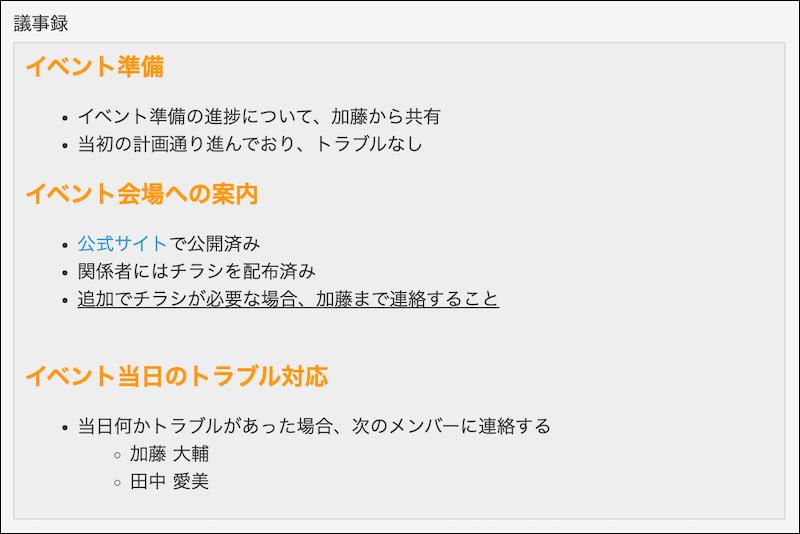 議事録
イベント準備
イベント準備の進捗について、加藤から共有
当初の計画通り進んでおり、トラブルなし
イベント会場への案内
公式サイトで公開済み
関係者にはチラシを配布済み
追加でチラシが必要な場合、加藤まで連絡すること
イベント当日のトラブル対応
当日何かトラブルがあった場合、次のメンバーに連絡する
加藤 大輔
田中 愛美